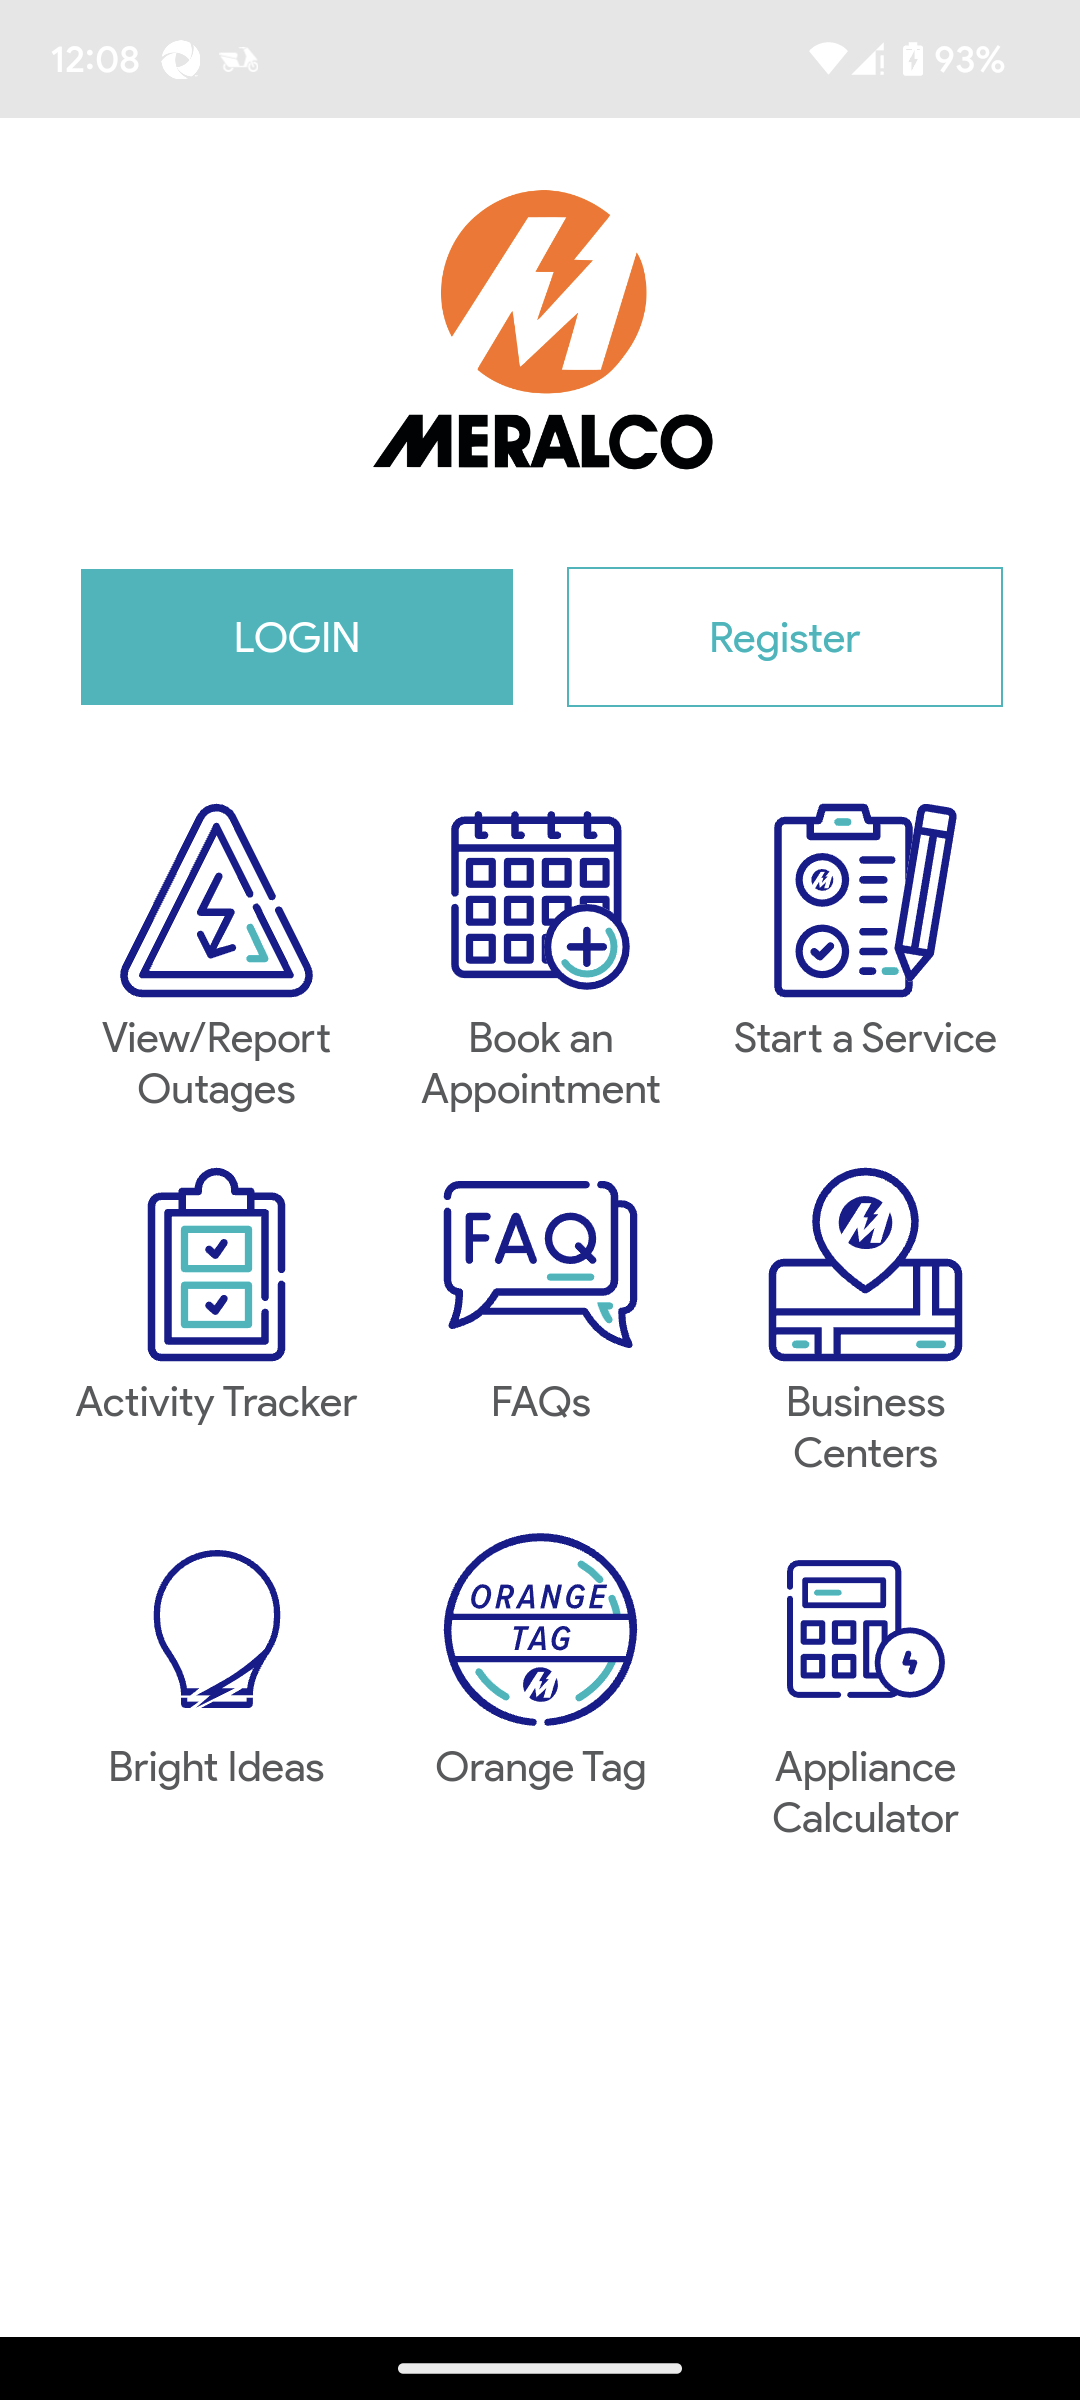 12:08
93%
MERALCO
LOGIN
Register
View/Report
Outages
Book an
Appointment
Start a Service
Activity Tracker
FAQ
FAQs
Business
Centers
Bright Ideas
ORANGE
TAG
Orange Tag
Appliance
Calculator